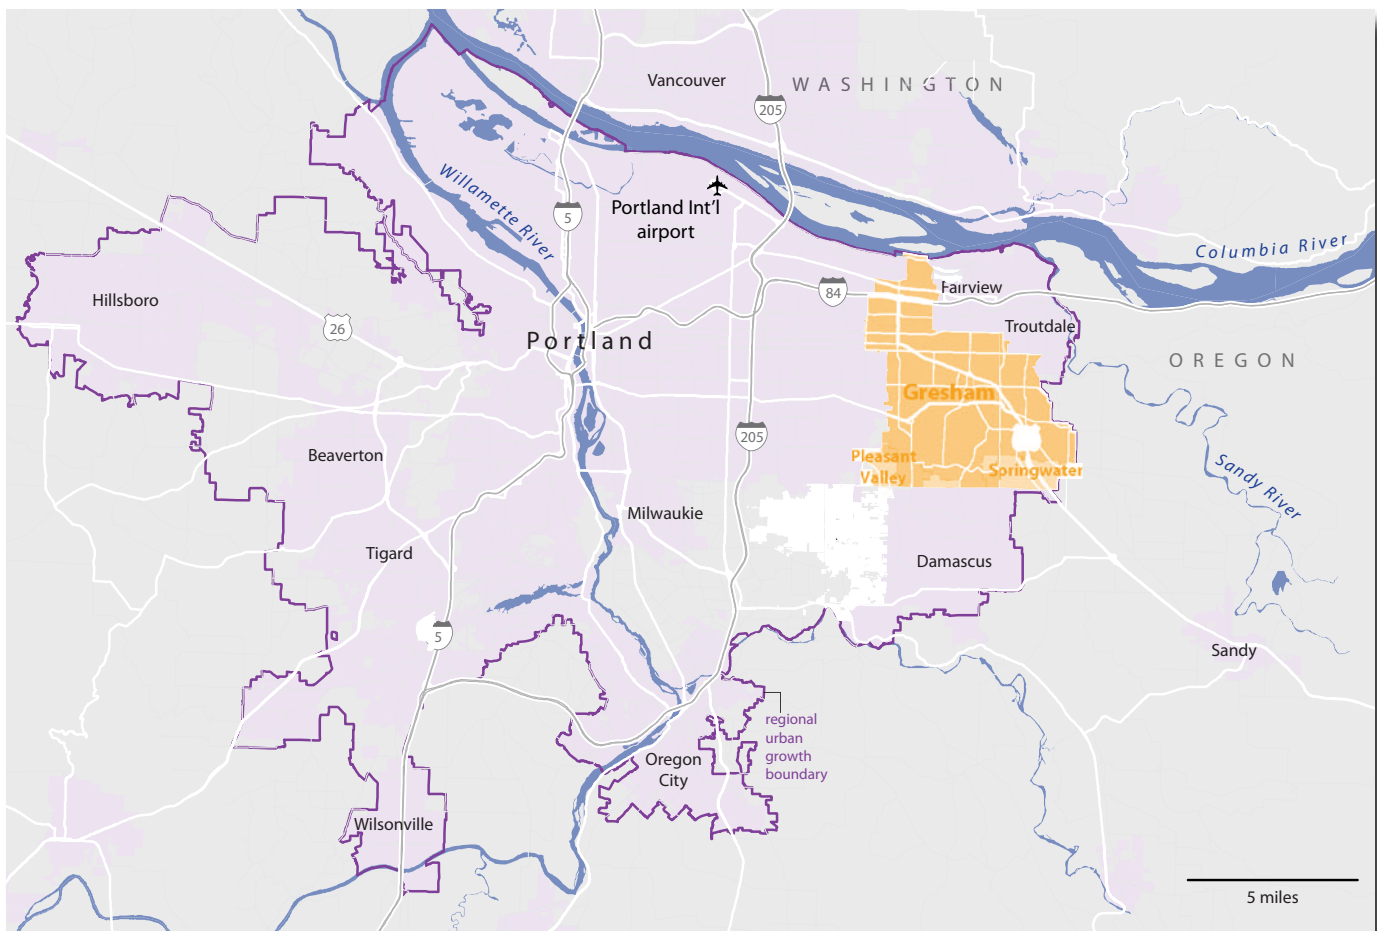 Vancouver
WASHINGTON
205
Willamette River
5
Portland Int'l
airport
Columbia River
Hillsboro
26
84
Fairview
Troutdale
Portland
OREGON
Gresham
205
Beaverton
Pleasant
Valley
Springwater
Sandy River
Milwaukie
Tigard
Damascus
5
Sandy
regional
urban
growth
boundary
Oregon
City
Wilsonville
5 miles